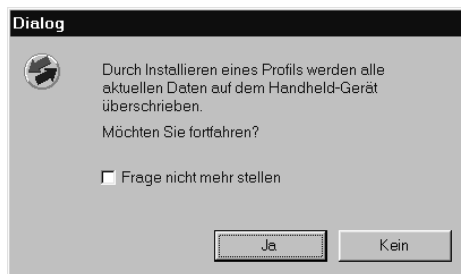 Dialog
Durch Installieren eines Profils werden alle
aktuellen Daten auf dem Handheld-Gerät
überschrieben.
Möchten Sie fortfahren?
Frage nicht mehr stellen
Ja
Kein